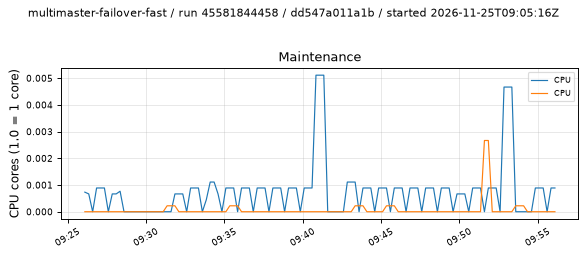 multimaster-failover-fast / run 45581844458 / dd547a011a1b / started 2026-11-25T09:05:16Z
Maintenance
CPU cores (1.0 = 1 core)
0.005
0.004
0.003
0.002
0.001
0.000
CPU
CPU
09:25
09:30
09:35
09:40
09:45
09:50
09:55